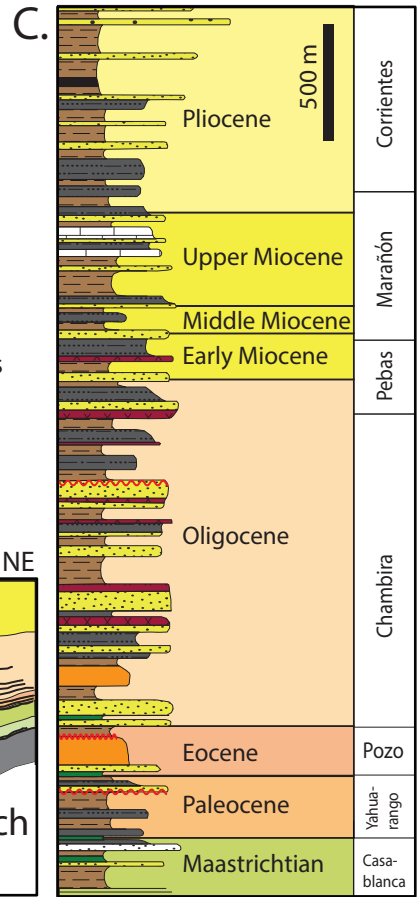 C.
500 m
Pliocene
Corrientes
Upper Miocene
Marañón
Middle Miocene
Early Miocene
s
Pebas
Oligocene
NE
Chambira
Eocene
Pozo
Paleocene
Yahua-
rango
ch
Maastrichtian
Casa-
blanca